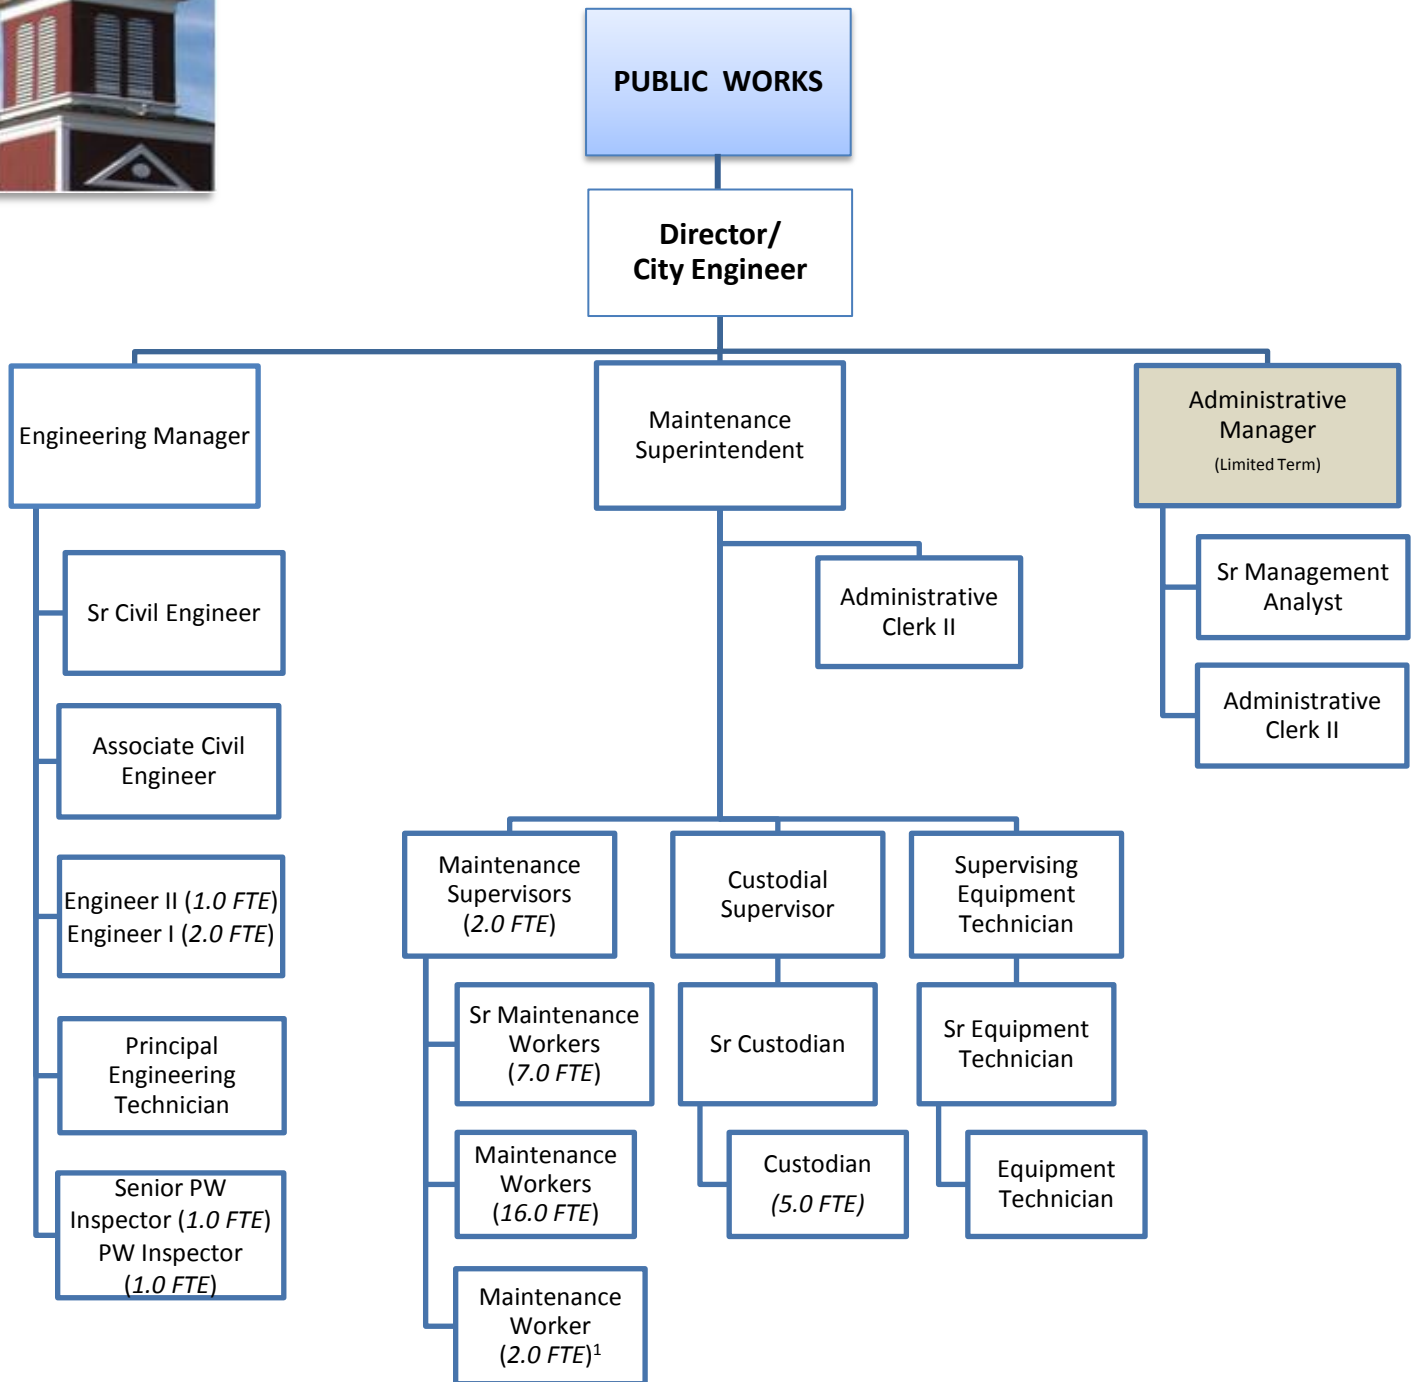 PUBLIC WORKS
Director/
City Engineer
Engineering Manager
Maintenance
Superintendent
Administrative
Manager
(Limited Term)
Sr Civil Engineer
Associate Civil
Engineer
Engineer II (1.0 FTE)
Engineer I (2.0 FTE)
Principal
Engineering
Technician
Senior PW
Inspector (1.0 FTE)
PW Inspector
(1.0 FTE)
Administrative
Clerk II
Maintenance
Supervisors
(2.0 FTE)
Sr Maintenance
Workers
(7.0 FTE)
Maintenance
Workers
(16.0 FTE)
Maintenance
Worker
(2.0 FTE)¹
Custodial
Supervisor
Sr Custodian
Custodian
(5.0 FTE)
Supervising
Equipment
Technician
Sr Equipment
Technician
Equipment
Technician
Sr Management
Analyst
Administrative
Clerk II